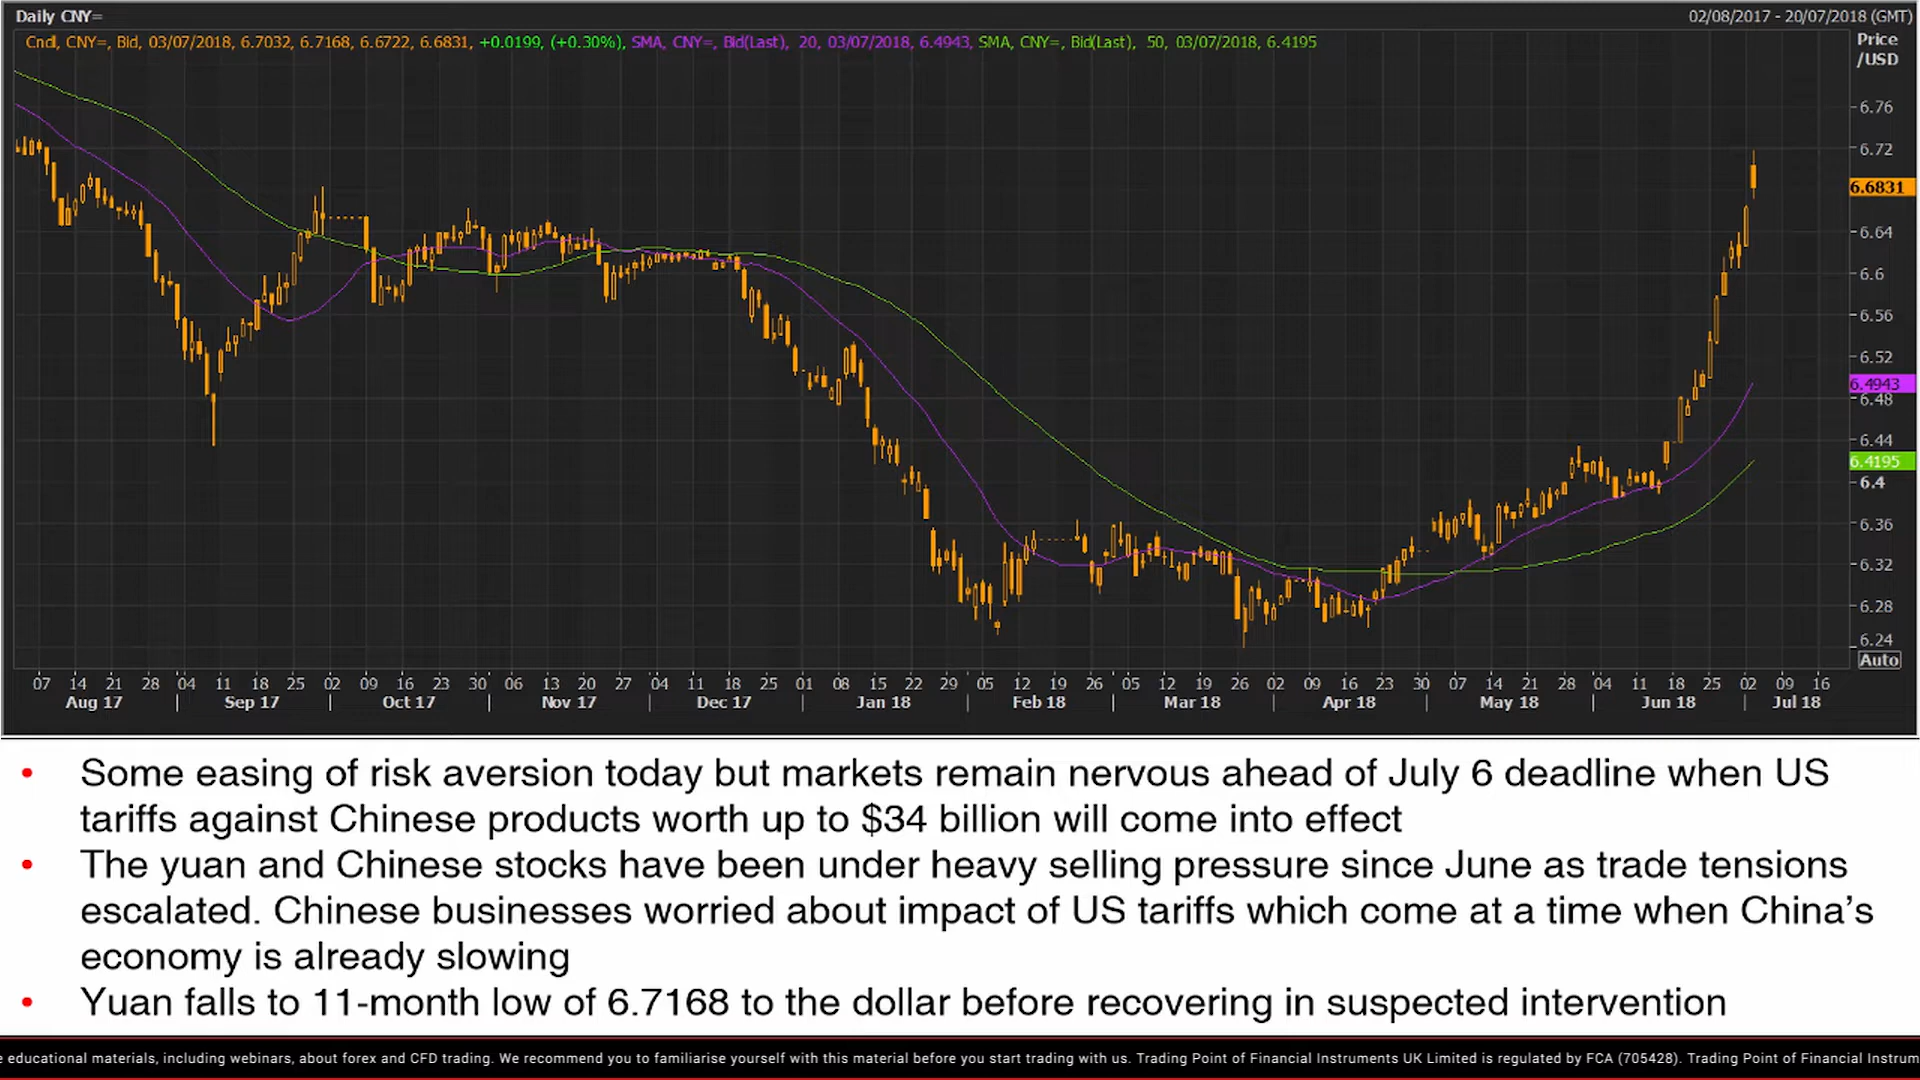 Daily CNY=
02/08/2017 - 20/07/2018 (GMT)
Cndl, CNY=, Bid, 03/07/2018, 6.7032, 6.7168, 6.6722, 6.6831, +0.0199, (+0.30%), SMA, CNY=, Bid(Last), 20, 03/07/2018, 6.4943, SMA, CNY=, Bid(Last), 50, 03/07/2018, 6.4195
Price
/USD
6.76
6.72
6.6831
6.64
6.6
6.56
6.52
6.4943
6.48
6.44
6.4195
6.4
6.36
6.32
6.28
6.24
Auto
07 14 21 28 04 11 18 25 02 09 16 23 30 06 13 20 27 04 11 18 25 01 08 15 22 29 05 12 19 26 05 12 19 26 02 09 16 23 30 07 14 21 28 04 11 18 25 02 09 16
Aug 17 Sep 17 Oct 17 Nov 17 Dec 17 Jan 18 Feb 18 Mar 18 Apr 18 May 18 Jun 18 Jul 18
• Some easing of risk aversion today but markets remain nervous ahead of July 6 deadline when US
tariffs against Chinese products worth up to $34 billion will come into effect
• The yuan and Chinese stocks have been under heavy selling pressure since June as trade tensions
escalated. Chinese businesses worried about impact of US tariffs which come at a time when China's
economy is already slowing
• Yuan falls to 11-month low of 6.7168 to the dollar before recovering in suspected intervention
e educational materials, including webinars, about forex and CFD trading. We recommend you to familiarise yourself with this material before you start trading with us. Trading Point of Financial Instruments UK Limited is regulated by FCA (705428). Trading Point of Financial Instrum